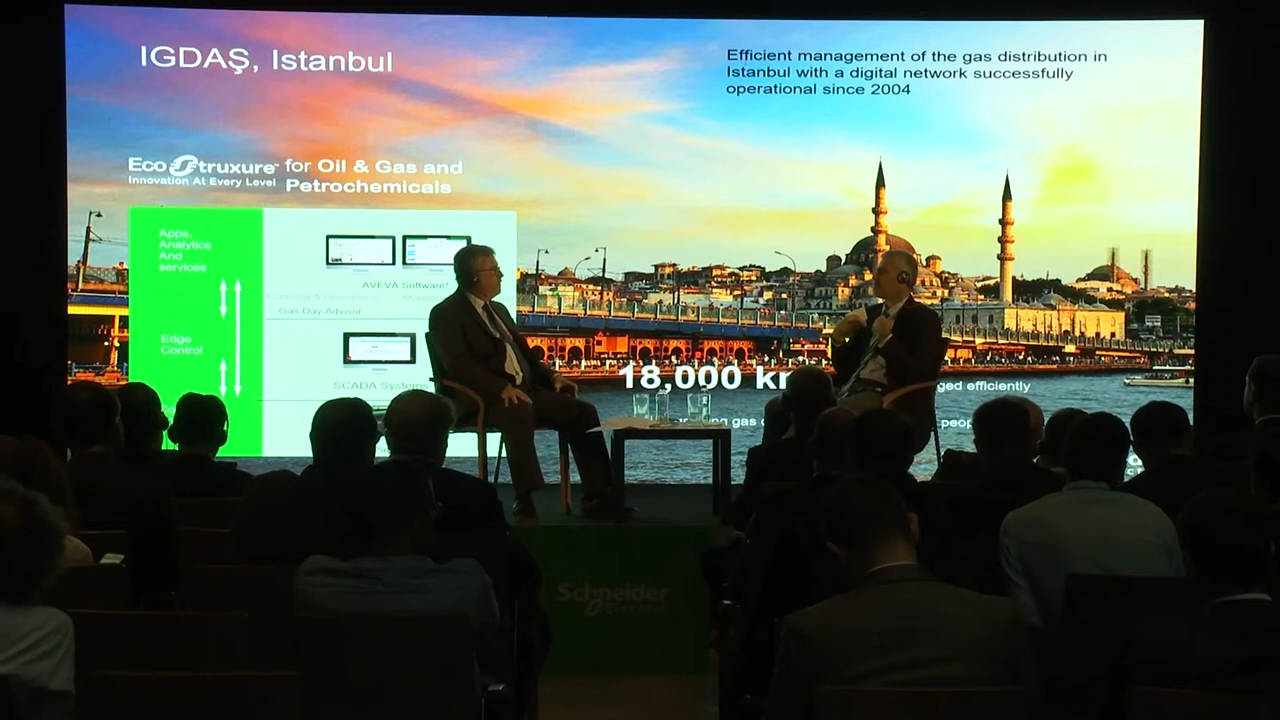 IGDAŞ, Istanbul
Efficient management of the gas distribution in
Istanbul with a digital network successfully
operational since 2004
EcoStruxure for Oil & Gas and
Innovation At Every Level Petrochemicals
Apps,
Analytics
And
services
AVEVA Software*
Planning & Operations
Gas Day Advisor
Edge
Control
SCADA Systems
18,000
efficiently
gas
Schneider
Electric